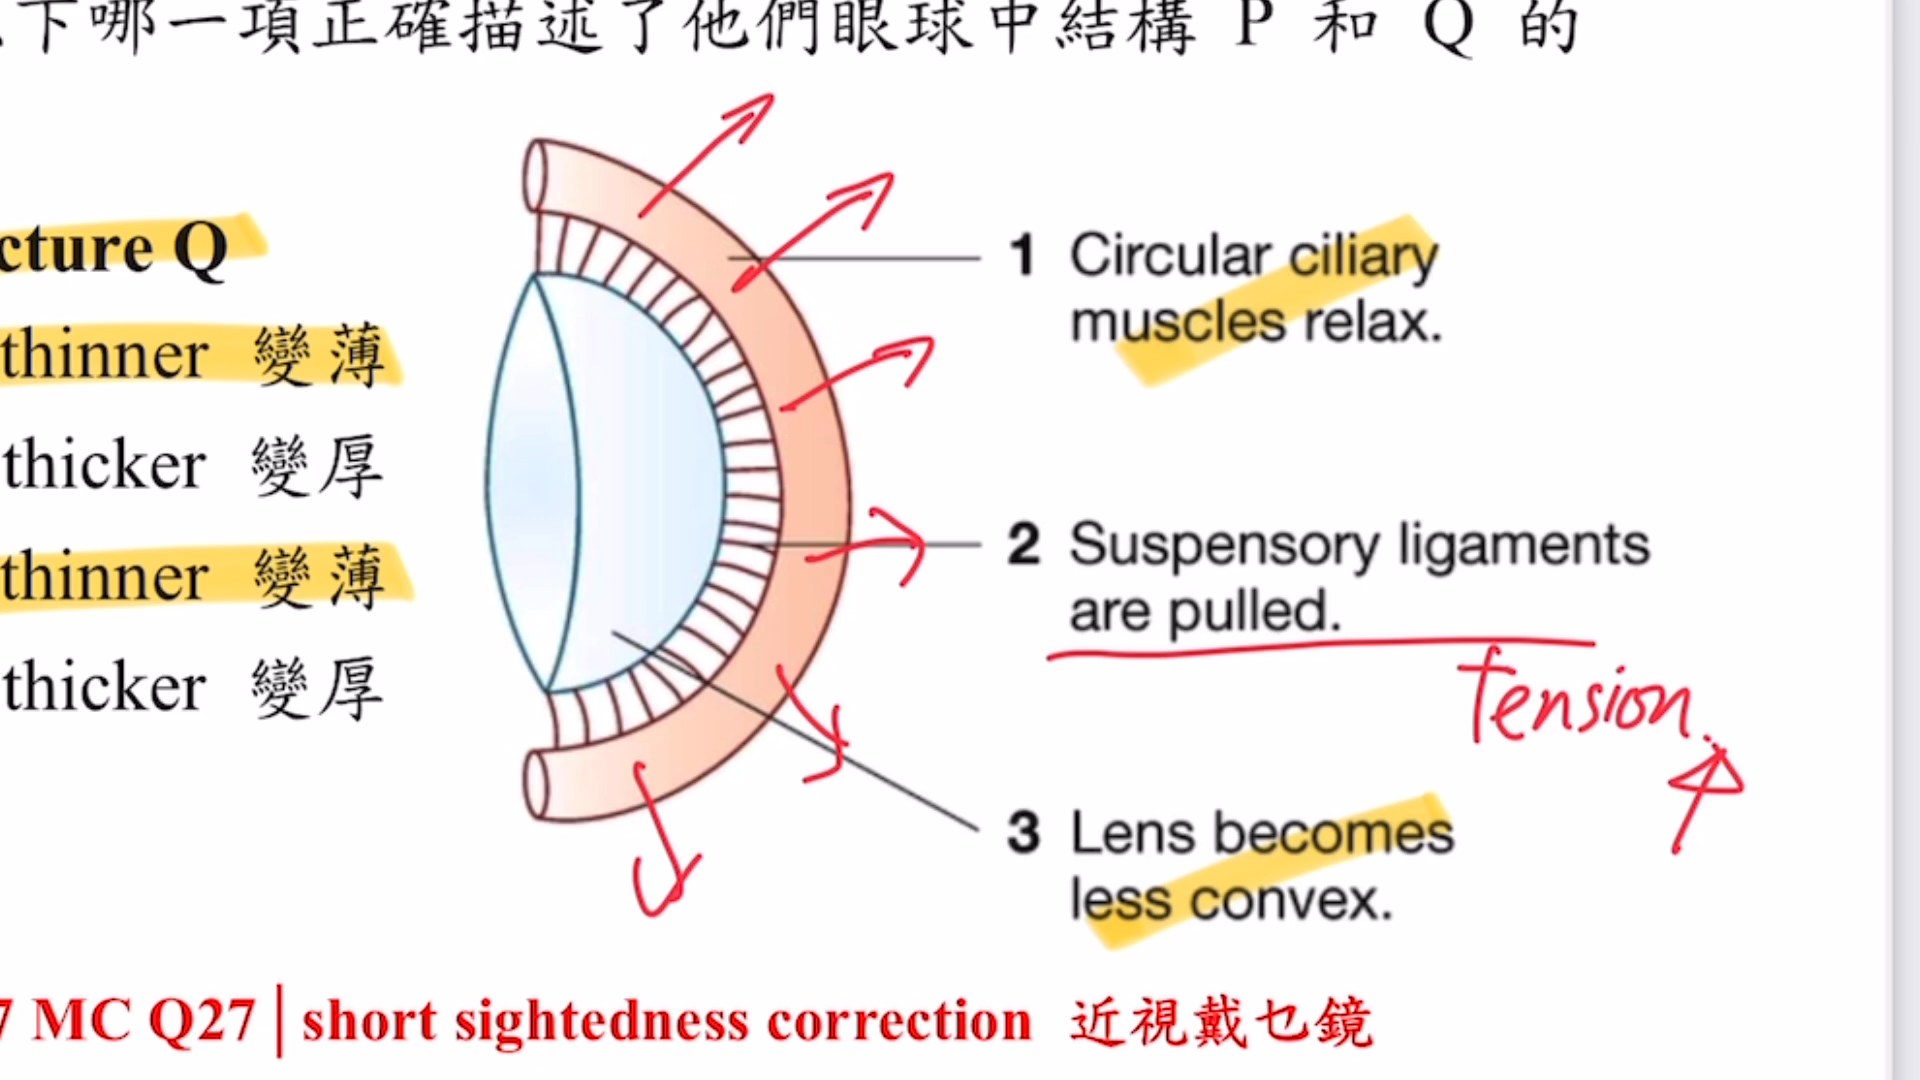 下哪一項正確描述了他們眼球中結構 P 和 Q 的
cture Q
thinner 變薄
thicker 變厚
thinner 變薄
thicker 變厚
1 Circular ciliary
muscles relax.
2 Suspensory ligaments
are pulled.
Tension
3 Lens becomes
less convex.
7 MC Q27 | short sightedness correction 近視戴乜鏡